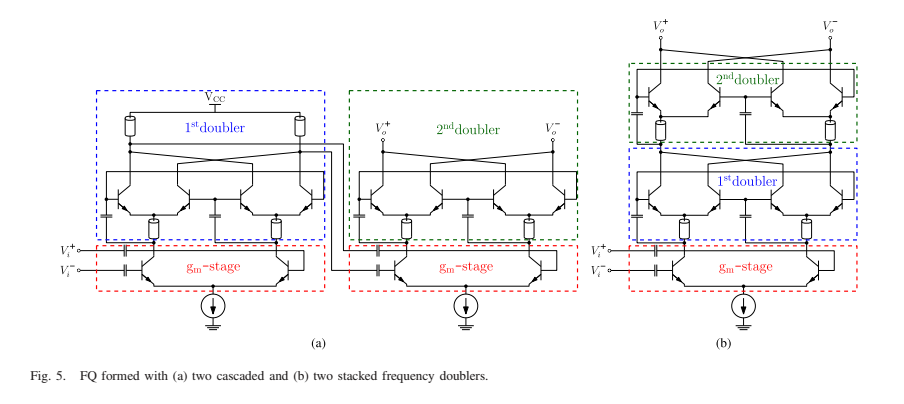 V_o^+ V_o^-
2nd doubler
V_CC
1st doubler
V_o^+ 2nd doubler V_o^-
1st doubler
V_i^+ V_i^+
V_i^- g_m-stage g_m-stage V_i^- g_m-stage
(a) (b)
Fig. 5. FQ formed with (a) two cascaded and (b) two stacked frequency doublers.